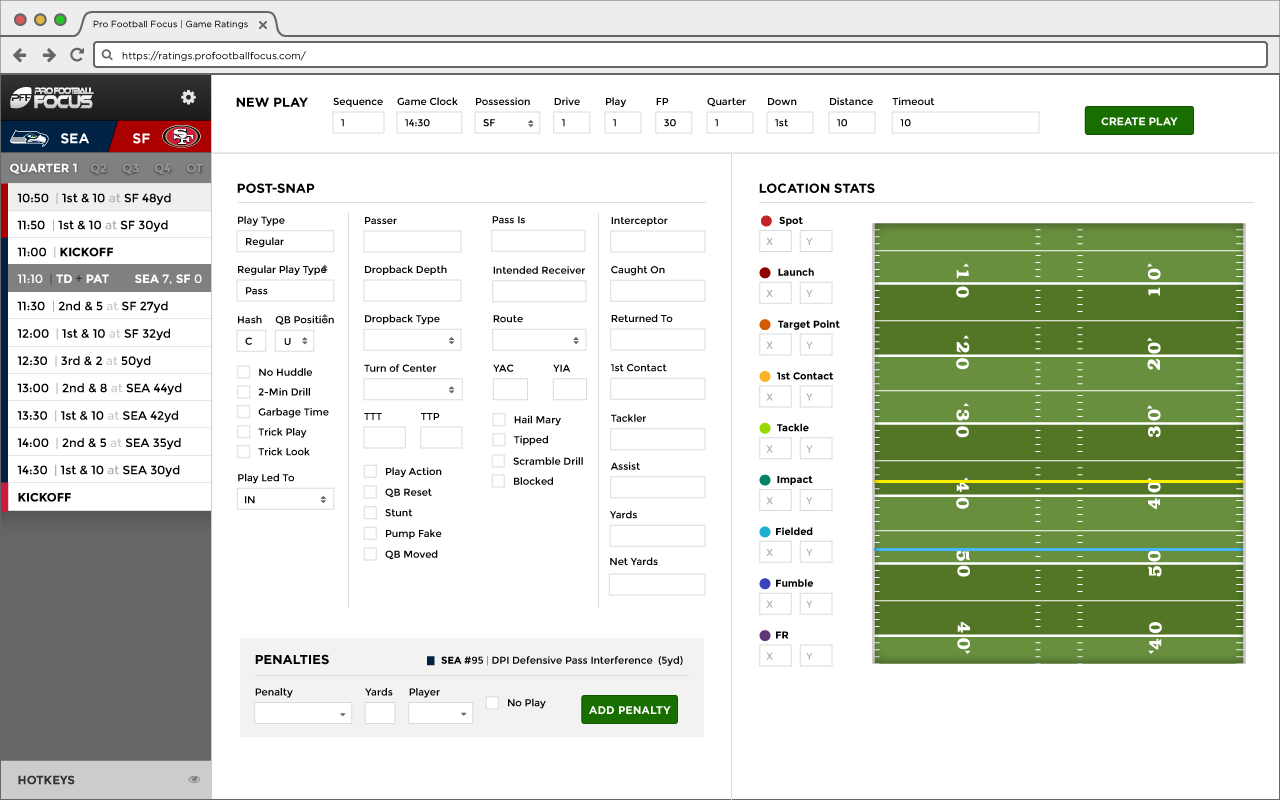 Pro Football Focus | Game Ratings
https://ratings.profootballfocus.com/
PFF PRO FOOTBALL FOCUS
SEA SF
QUARTER 1 Q2 Q3 Q4 OT
10:50 | 1st & 10 at SF 48yd
11:50 | 1st & 10 at SF 30yd
11:00 | KICKOFF
11:10 | TD + PAT SEA 7, SF 0
11:30 | 2nd & 5 at SF 27yd
12:00 | 1st & 10 at SF 32yd
12:30 | 3rd & 2 at 50yd
13:00 | 2nd & 8 at SEA 44yd
13:30 | 1st & 10 at SEA 42yd
14:00 | 2nd & 5 at SEA 35yd
14:30 | 1st & 10 at SEA 30yd
KICKOFF
HOTKEYS
NEW PLAY
Sequence Game Clock Possession Drive Play FP Quarter Down Distance Timeout
1 14:30 SF 1 1 30 1 1st 10 10
CREATE PLAY
POST-SNAP
Play Type
Regular
Regular Play Type
Pass
Hash QB Position
C U
No Huddle
2-Min Drill
Garbage Time
Trick Play
Trick Look
Play Led To
IN
Passer
Dropback Depth
Dropback Type
Turn of Center
TTT TTP
Play Action
QB Reset
Stunt
Pump Fake
QB Moved
Pass Is
Intended Receiver
Route
YAC YIA
Hail Mary
Tipped
Scramble Drill
Blocked
Interceptor
Caught On
Returned To
1st Contact
Tackler
Assist
Yards
Net Yards
PENALTIES
SEA #95 | DPI Defensive Pass Interference (5yd)
Penalty Yards Player
No Play
ADD PENALTY
LOCATION STATS
Spot
X Y
Launch
X Y
Target Point
X Y
1st Contact
X Y
Tackle
X Y
Impact
X Y
Fielded
X Y
Fumble
X Y
FR
X Y
10 10
20 20
30 30
40 40
50 50
40 40